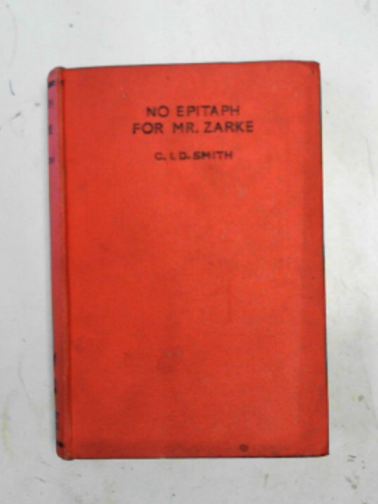 NO EPITAPH
FOR MR. ZARKE
C. I. D. SMITH